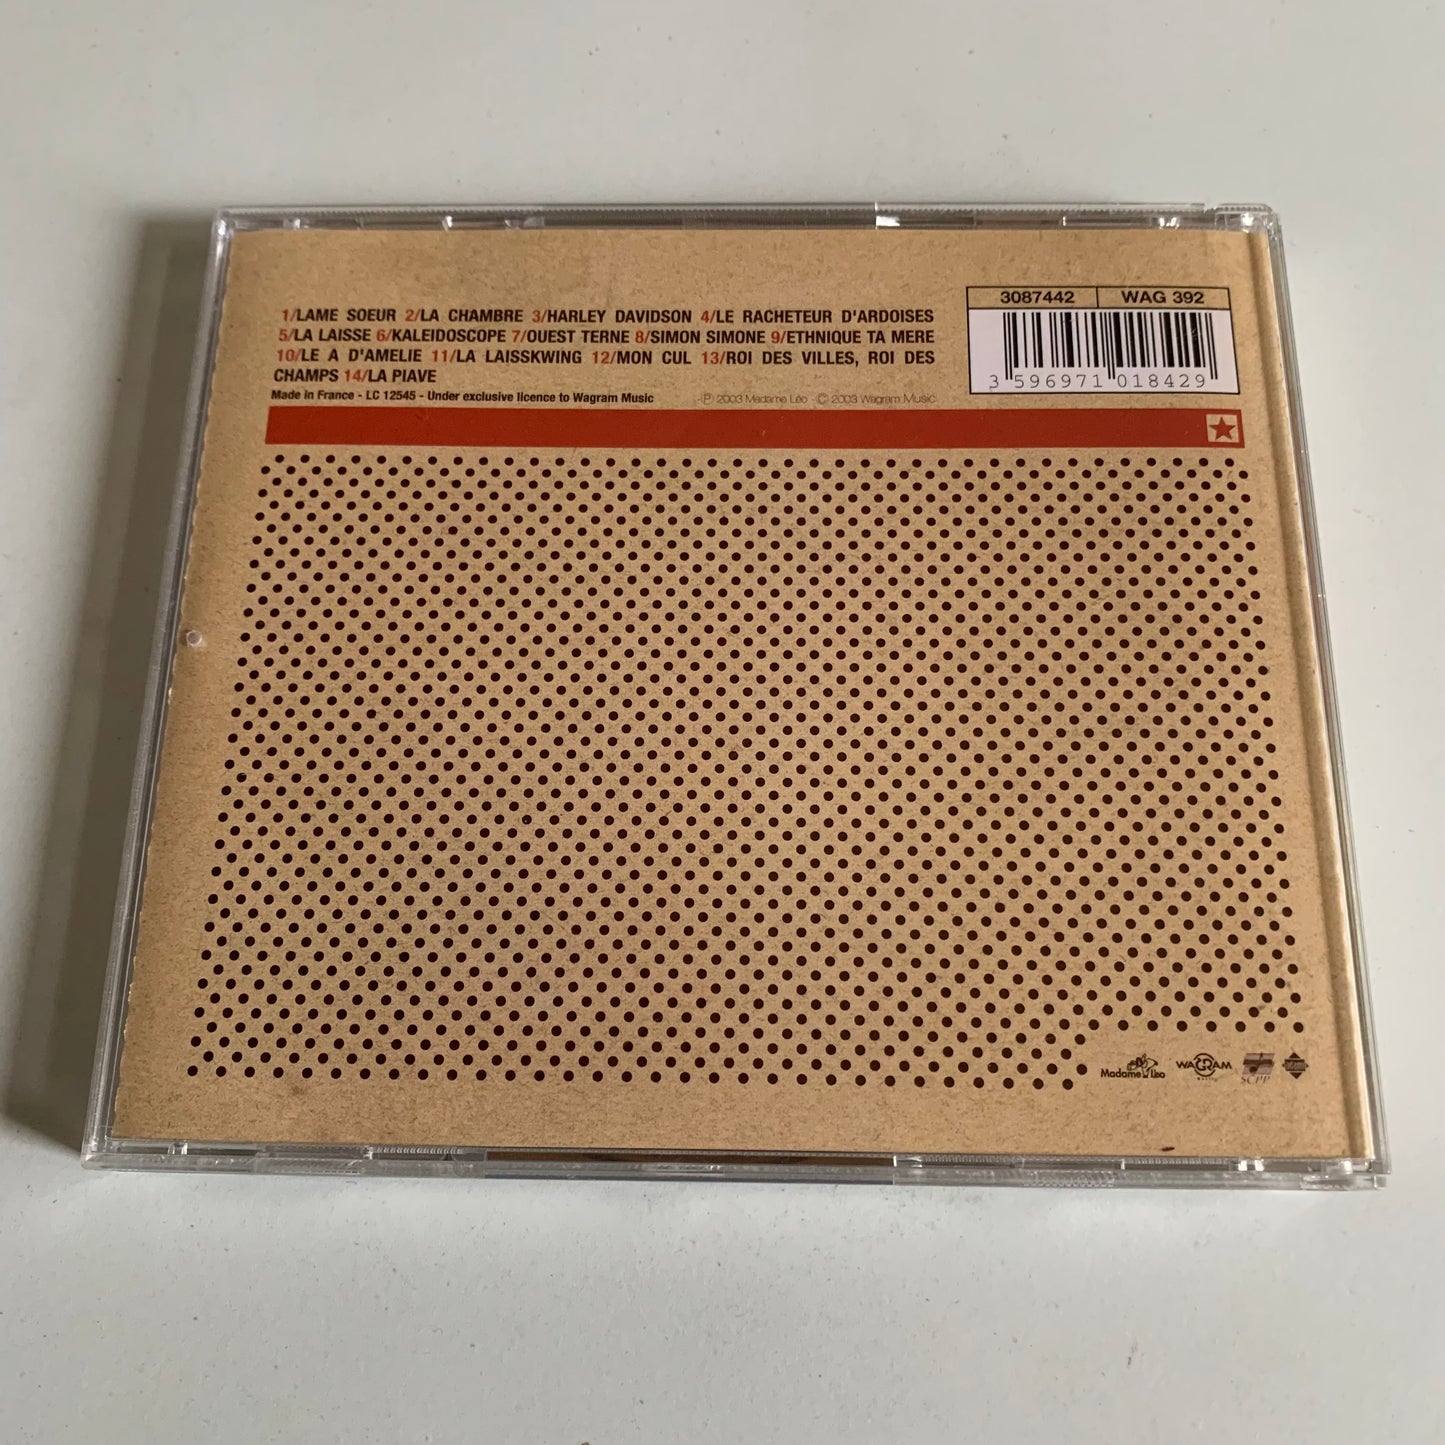 1/LAME SOEUR 2/LA CHAMBRE 3/HARLEY DAVIDSON 4/LE RACHETEUR D'ARDOISES
5/LA LAISSE 6/KALEIDOSCOPE 7/OUEST TERNE 8/SIMON SIMONE 9/ETHNIQUE TA MERE
10/LE A D'AMELIE 11/LA LAISSKWING 12/MON CUL 13/ROI DES VILLES, ROI DES
CHAMPS 14/LA PIAVE
Made in France - LC 12545 - Under exclusive licence to Wagram Music
℗ 2003 Madame Léo - © 2003 Wagram Music
3087442 WAG 392
3 596971 018429
Madame Léo
WAGRAM
SCPP